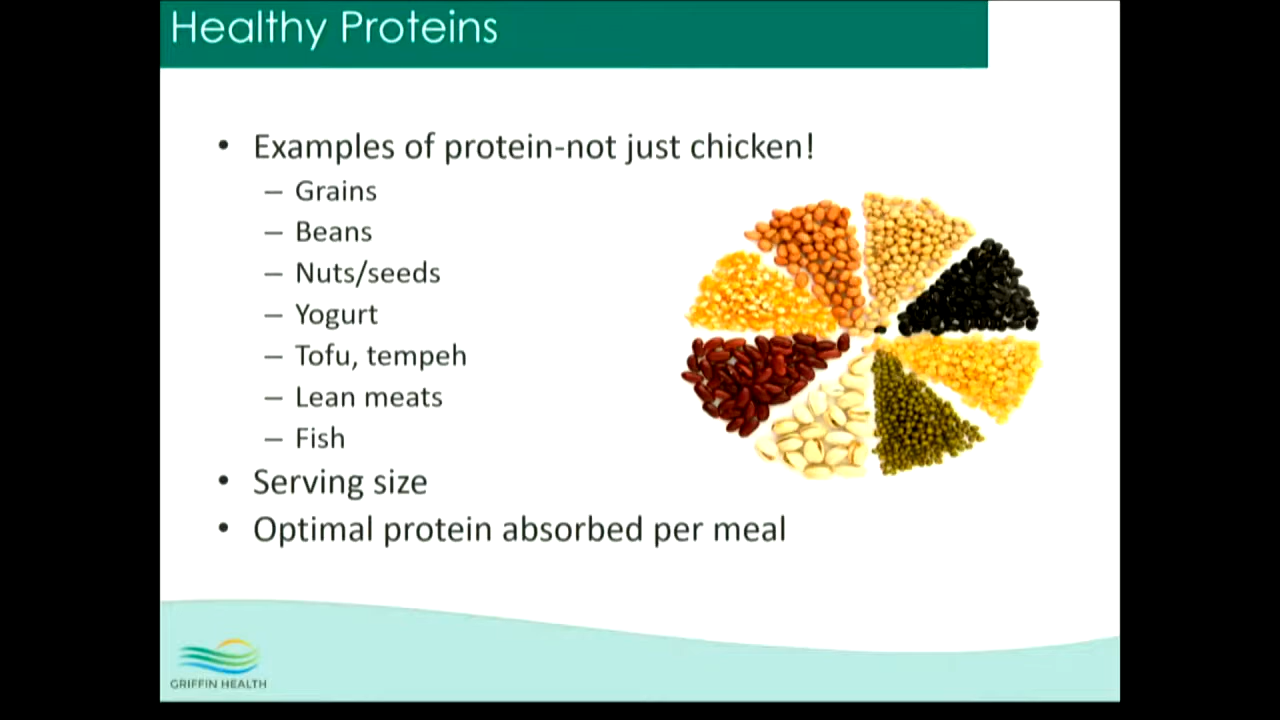 Healthy Proteins
• Examples of protein-not just chicken!
– Grains
– Beans
– Nuts/seeds
– Yogurt
– Tofu, tempeh
– Lean meats
– Fish
• Serving size
• Optimal protein absorbed per meal
GRIFFIN HEALTH